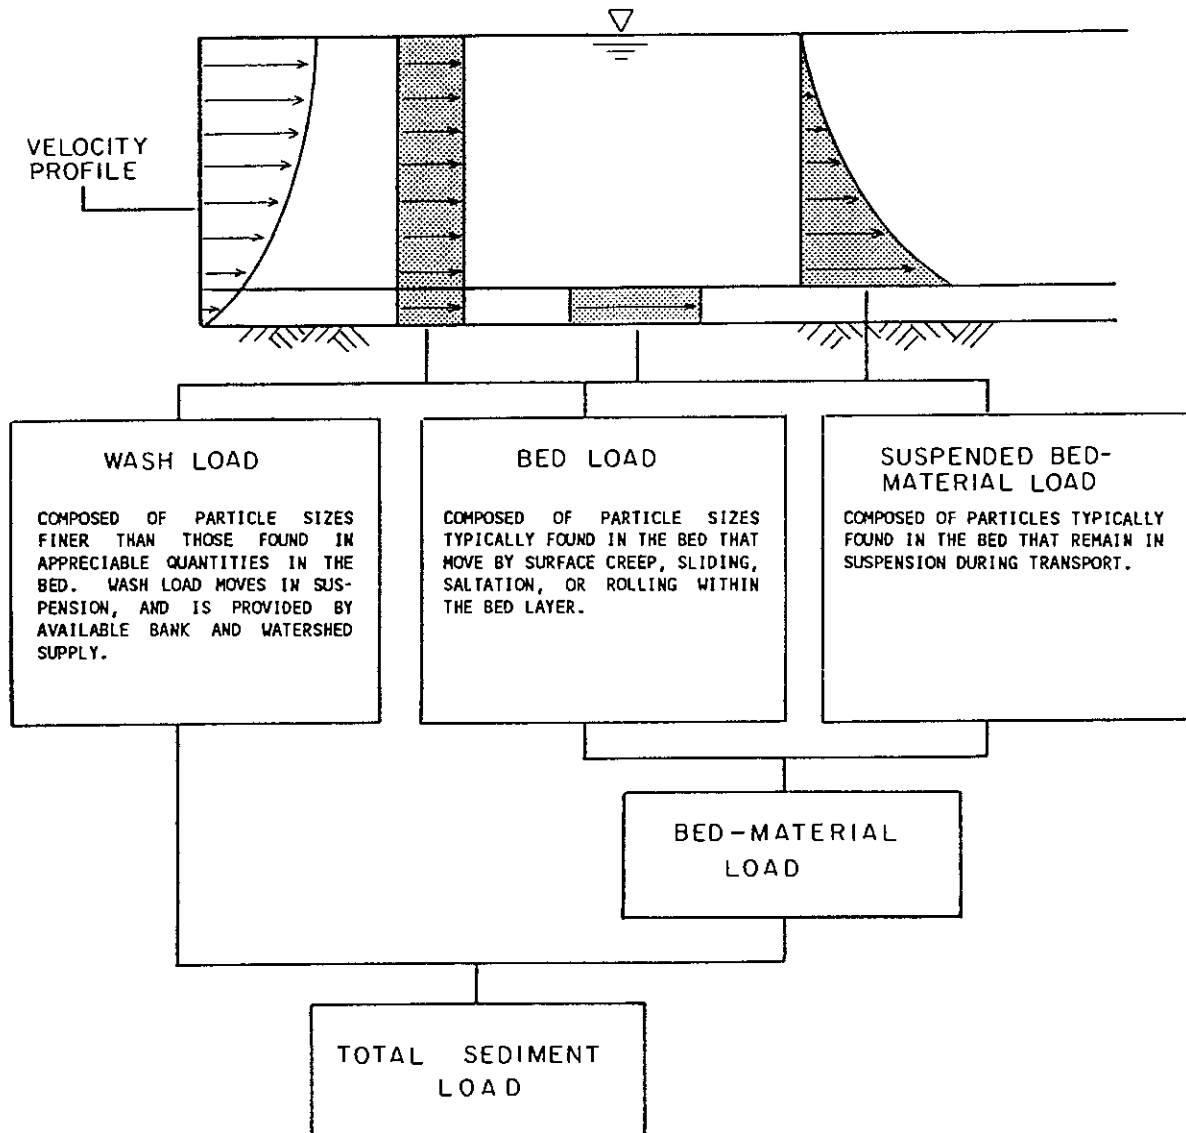 VELOCITY
PROFILE
WASH LOAD
COMPOSED OF PARTICLE SIZES
FINER THAN THOSE FOUND IN
APPRECIABLE QUANTITIES IN THE
BED. WASH LOAD MOVES IN SUS-
PENSION, AND IS PROVIDED BY
AVAILABLE BANK AND WATERSHED
SUPPLY.
BED LOAD
COMPOSED OF PARTICLE SIZES
TYPICALLY FOUND IN THE BED THAT
MOVE BY SURFACE CREEP, SLIDING,
SALTATION, OR ROLLING WITHIN
THE BED LAYER.
SUSPENDED BED-
MATERIAL LOAD
COMPOSED OF PARTICLES TYPICALLY
FOUND IN THE BED THAT REMAIN IN
SUSPENSION DURING TRANSPORT.
BED-MATERIAL
LOAD
TOTAL SEDIMENT
LOAD